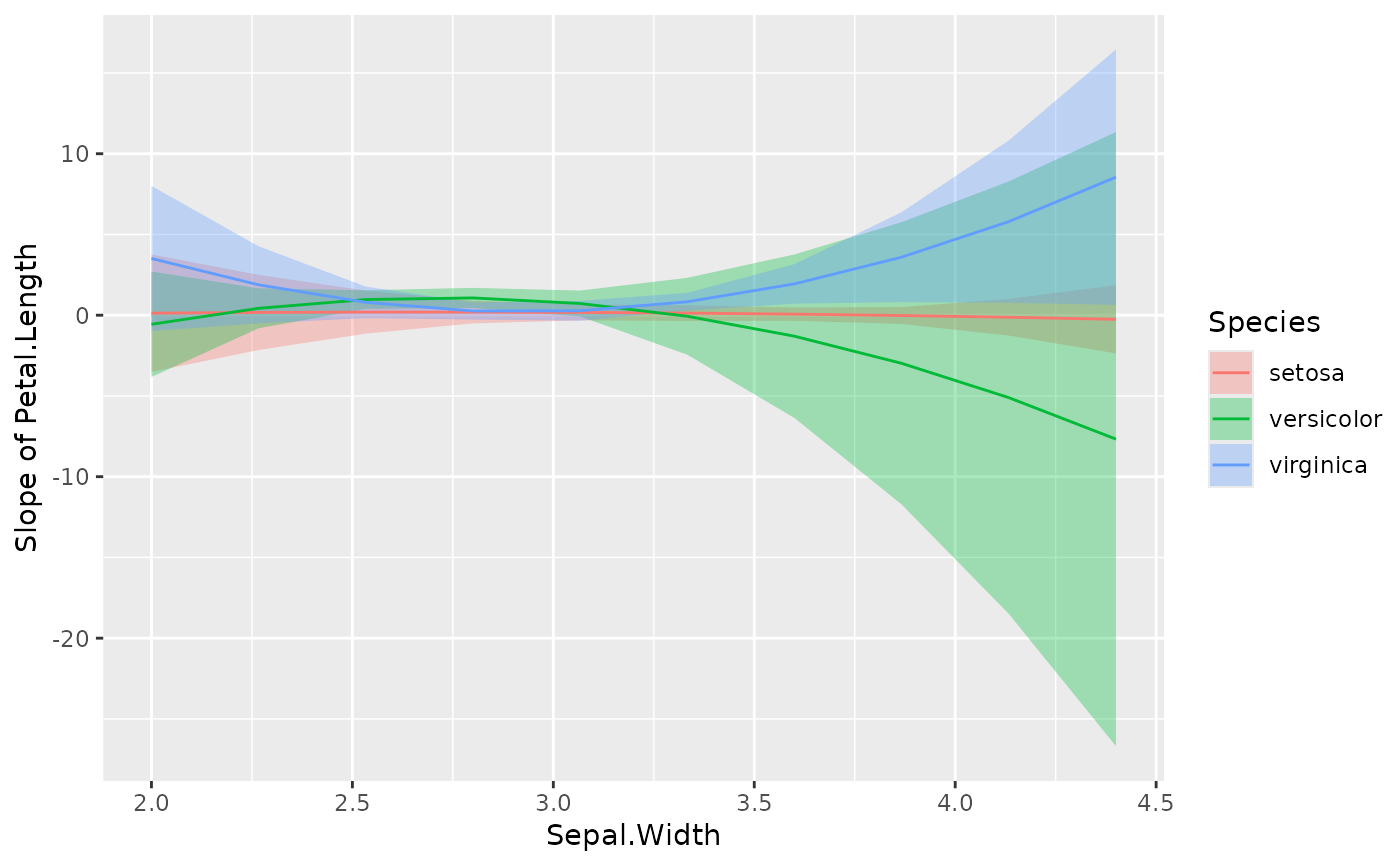 10
0
-10
-20
Slope of Petal.Length
2.0 2.5 3.0 3.5 4.0 4.5
Sepal.Width
Species
setosa
versicolor
virginica